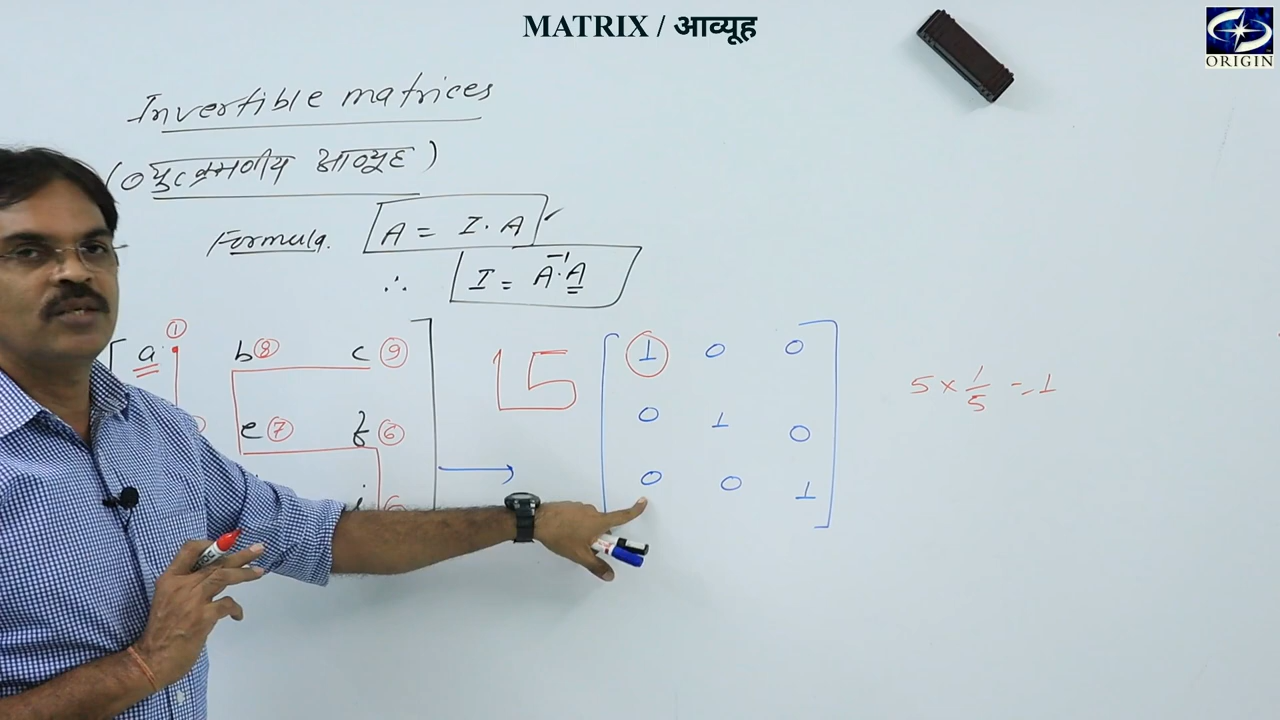 MATRIX / आव्यूह
ORIGIN
Invertible matrices
(व्युत्क्रमणीय आव्यूह)
Formula. A = I · A
∴ I = A⁻¹·A
a ① b ⑧ c ⑨
e ⑦ f ⑥
15
1 0 0
0 1 0
0 0 1
5 × 1/5 = 1